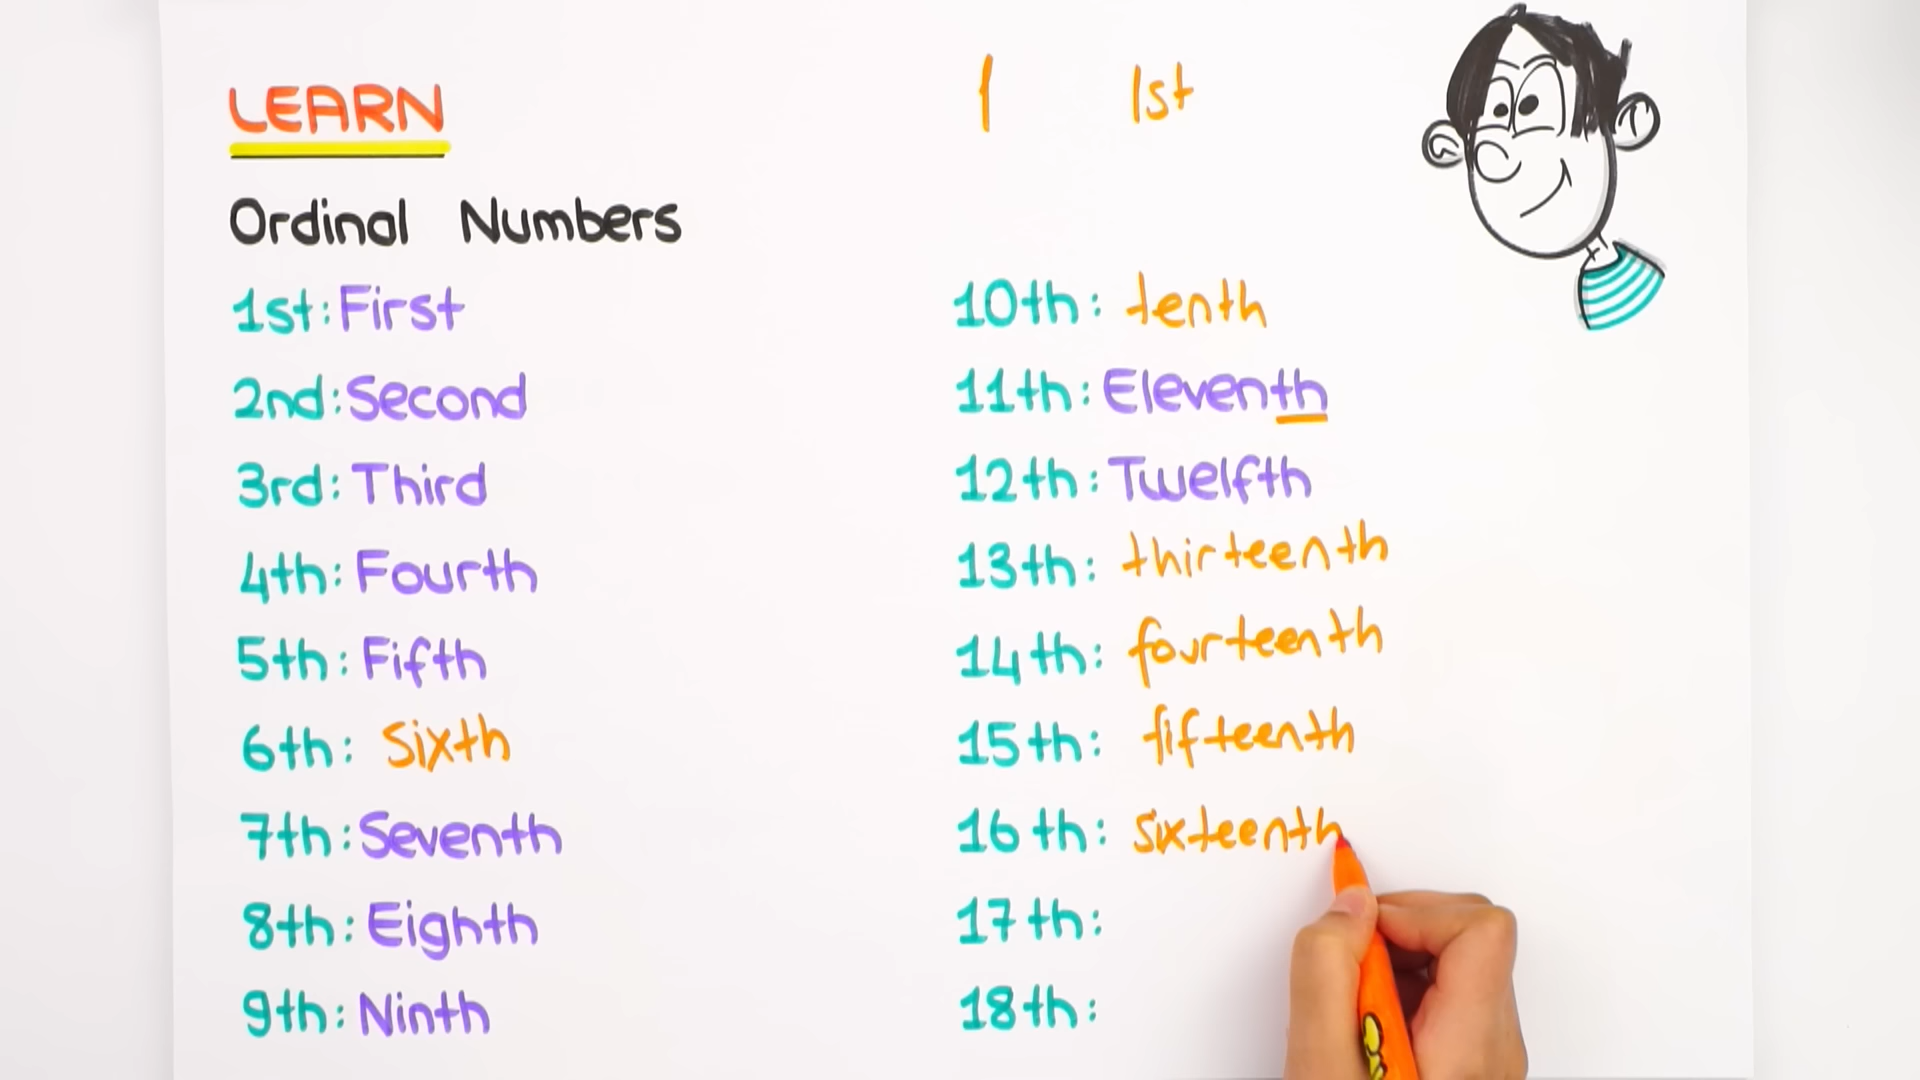 LEARN
1 1st
Ordinal Numbers
1st: First
2nd: Second
3rd: Third
4th: Fourth
5th: Fifth
6th: Sixth
7th: Seventh
8th: Eighth
9th: Ninth
10th: tenth
11th: Eleventh
12th: Twelfth
13th: thirteenth
14th: fourteenth
15th: fifteenth
16th: sixteenth
17th:
18th: